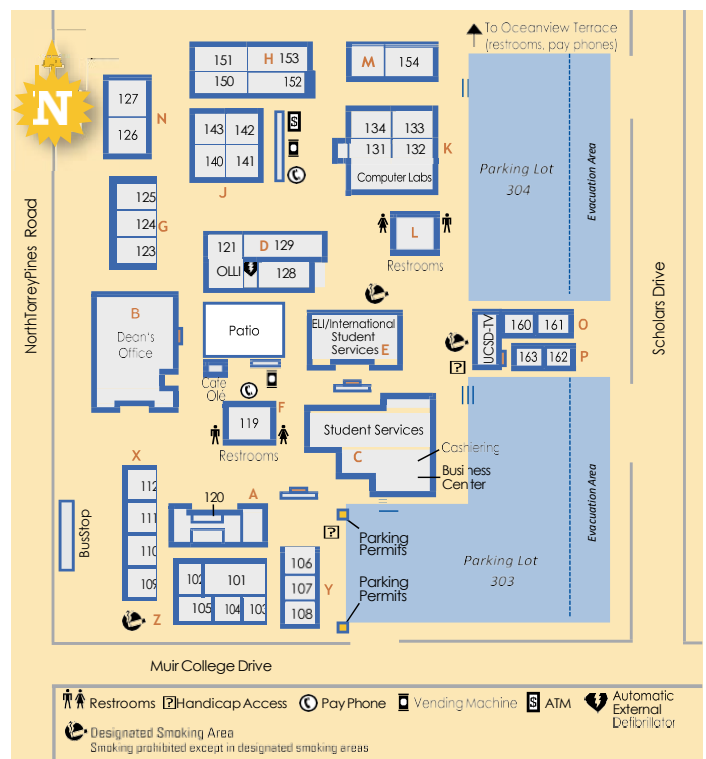 To Oceanview Terrace
(restrooms, pay phones)
N
151
H
153
150
152
M
154
127
126
N
143
142
140
141
J
$
134
133
131
132
K
Computer Labs
Parking Lot
304
Evacuation Area
125
124
123
G
L
Restrooms
121
D
129
OLLI
128
NorthTorreyPines Road
Scholars Drive
B
Dean's
Office
Patio
ELI/International
Student
Services
E
UCSD-TV
160
161
O
163
162
P
?
Café
Olé
119
F
Restrooms
Student Services
C
Cashiering
Business
Center
X
112
111
110
109
BusStop
120
A
?
Parking
Permits
Parking
Permits
Parking Lot
303
Evacuation Area
102
101
105
104
103
Z
106
107
108
Y
Muir College Drive
Restrooms
? Handicap Access
Pay Phone
Vending Machine
$ ATM
Automatic
External
Defibrillator
Designated Smoking Area
Smoking prohibited except in designated smoking areas